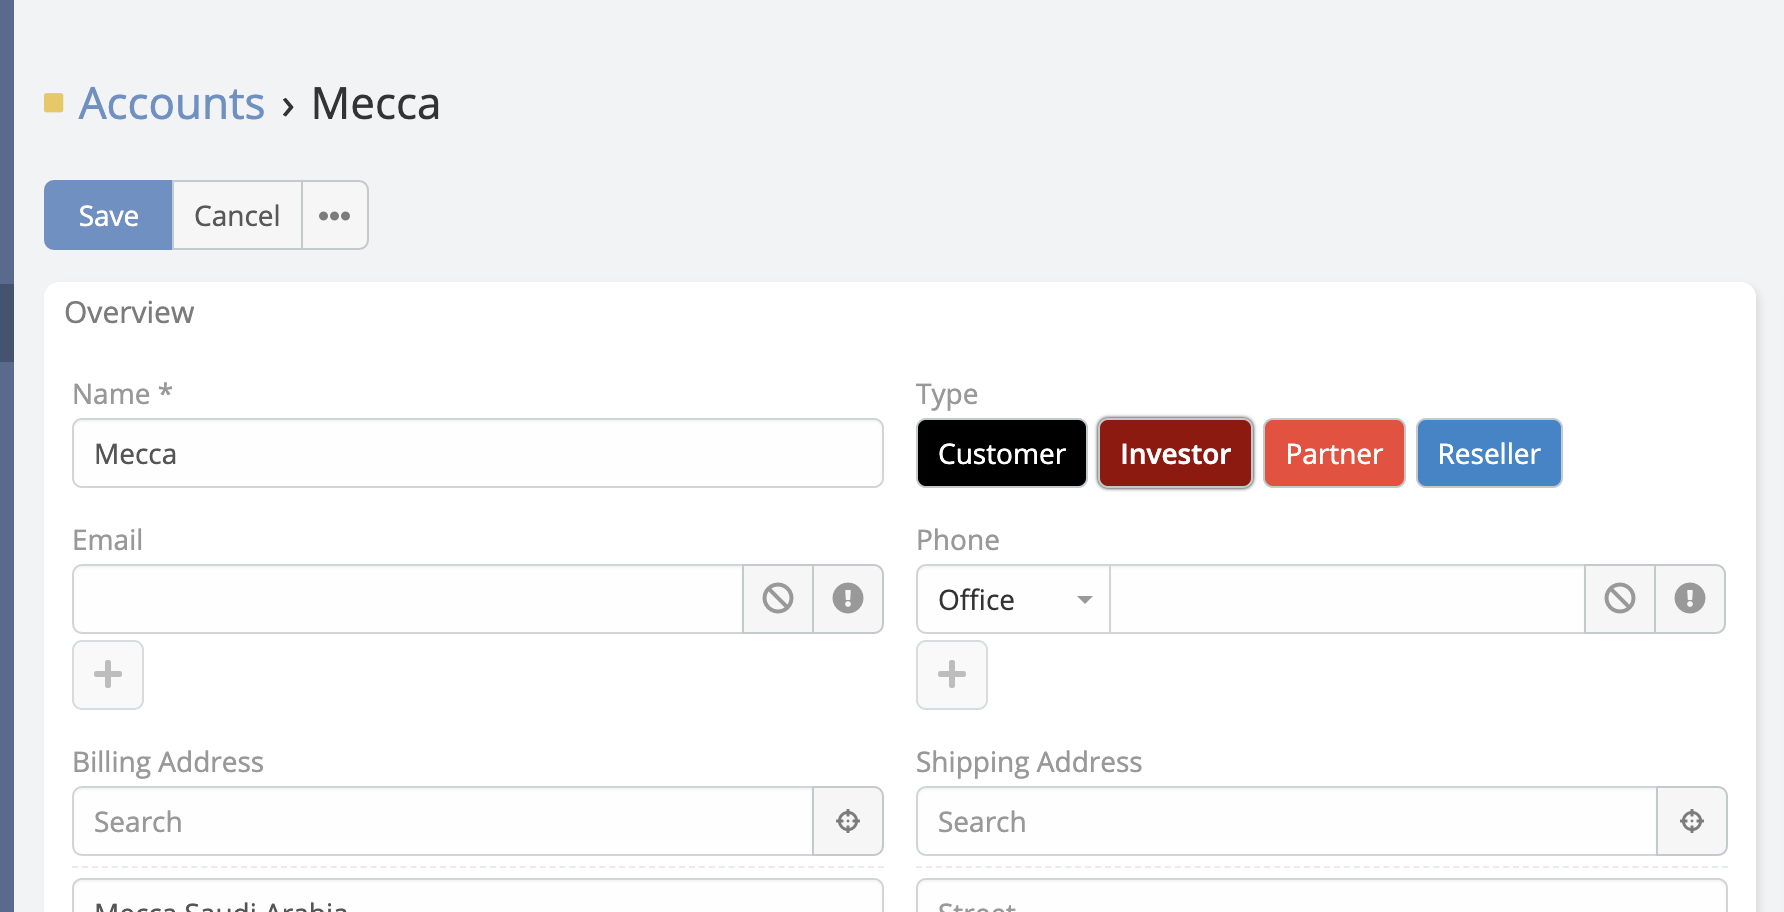 Accounts › Mecca
Save Cancel •••
Overview
Name * Type
Mecca Customer Investor Partner Reseller
Email Phone
Office
Billing Address Shipping Address
Search Search
Mecca Saudi Arabia Street